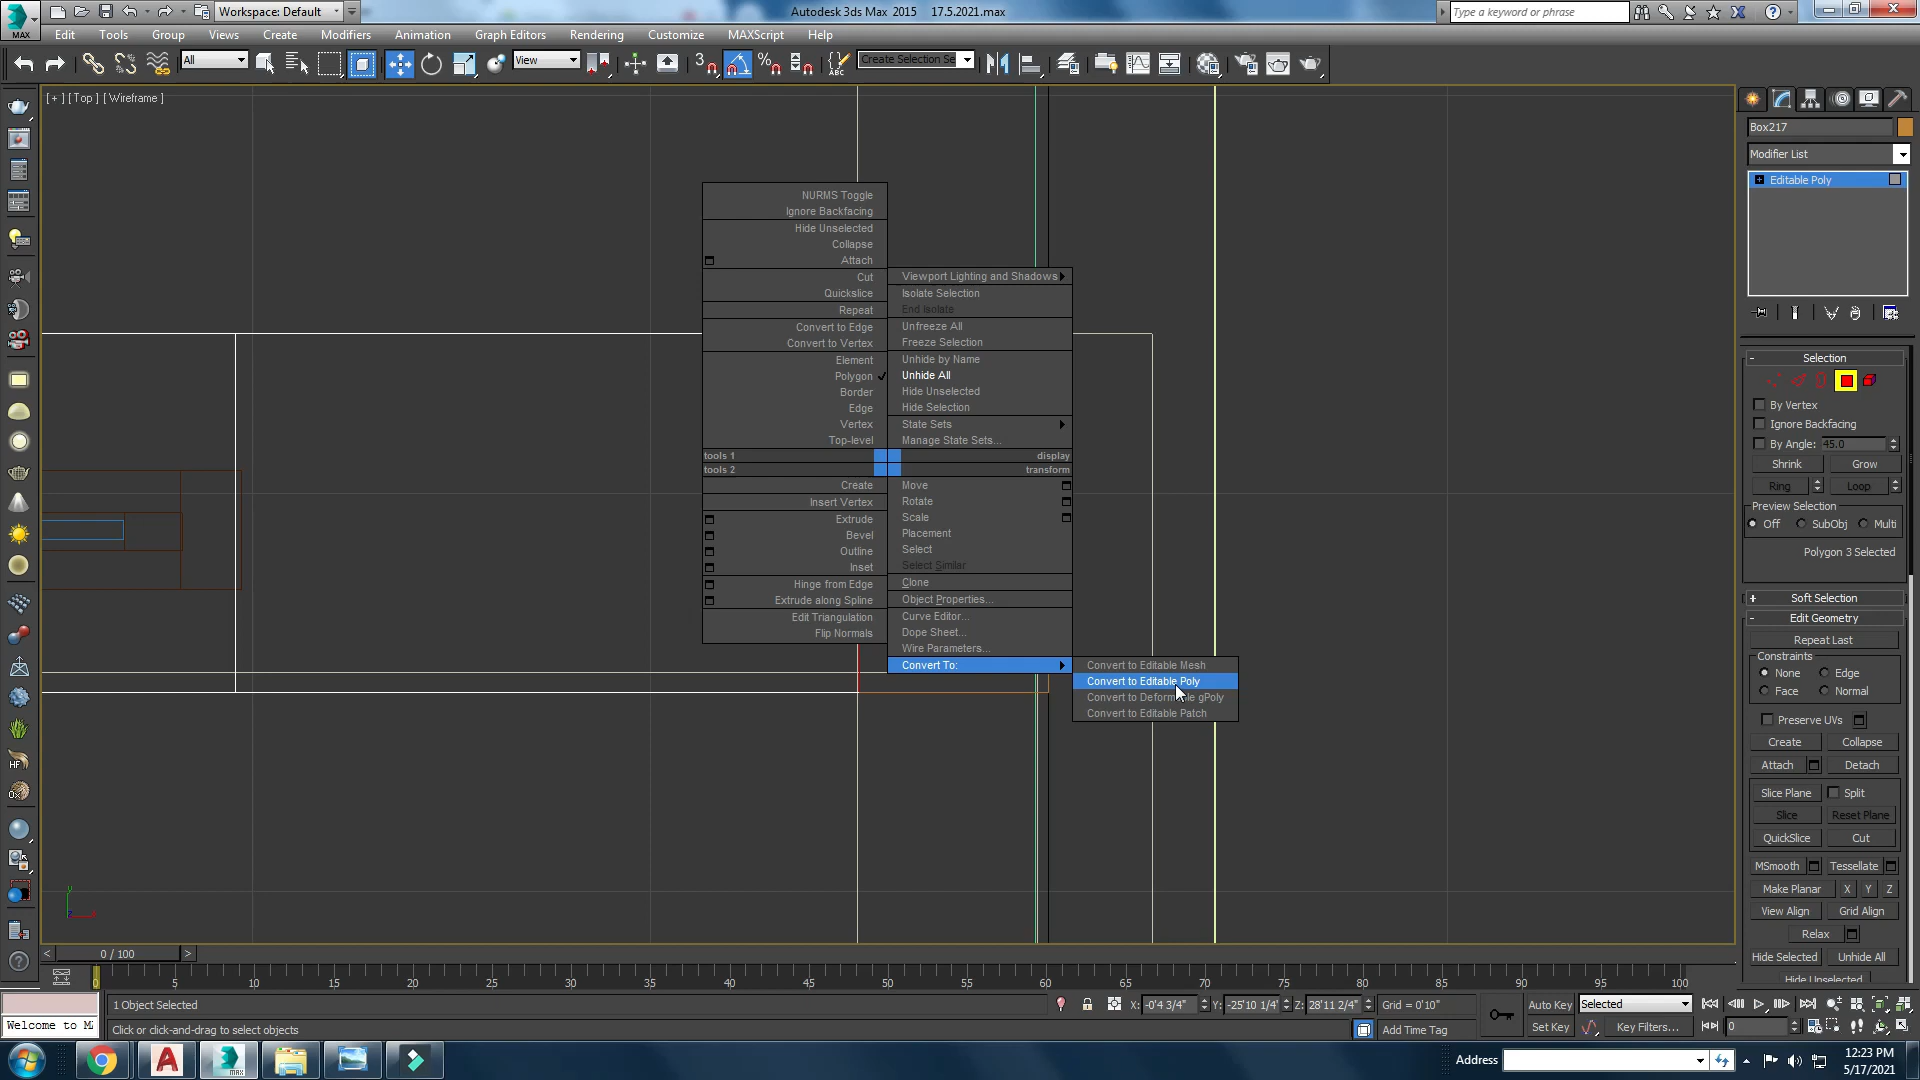 Workspace: Default
Autodesk 3ds Max 2015
17.5.2021.max
Type a keyword or phrase
MAX
Edit
Tools
Group
Views
Create
Modifiers
Animation
Graph Editors
Rendering
Customize
MAXScript
Help
All
View
3
ABC
Create Selection Se
[ + ] [ Top ] [ Wireframe ]
NURMS Toggle
Ignore Backfacing
Hide Unselected
Collapse
Attach
Cut
Quickslice
Repeat
Convert to Edge
Convert to Vertex
Element
Polygon
Border
Edge
Vertex
Top-level
tools 1
tools 2
Create
Insert Vertex
Extrude
Bevel
Outline
Inset
Hinge from Edge
Extrude along Spline
Edit Triangulation
Flip Normals
Viewport Lighting and Shadows
Isolate Selection
End Isolate
Unfreeze All
Freeze Selection
Unhide by Name
Unhide All
Hide Unselected
Hide Selection
State Sets
Manage State Sets...
display
transform
Move
Rotate
Scale
Placement
Select
Select Similar
Clone
Object Properties...
Curve Editor...
Dope Sheet...
Wire Parameters...
Convert To:
Convert to Editable Mesh
Convert to Editable Poly
Convert to Deformable gPoly
Convert to Editable Patch
Box217
Modifier List
Editable Poly
Selection
By Vertex
Ignore Backfacing
By Angle: 45.0
Shrink
Grow
Ring
Loop
Preview Selection
Off
SubObj
Multi
Polygon 3 Selected
Soft Selection
Edit Geometry
Repeat Last
Constraints
None
Edge
Face
Normal
Preserve UVs
Create
Collapse
Attach
Detach
Slice Plane
Split
Slice
Reset Plane
QuickSlice
Cut
MSmooth
Tessellate
Make Planar
X
Y
Z
View Align
Grid Align
Relax
Hide Selected
Unhide All
Hide Unselected
HF
0 / 100
0
5
10
15
20
25
30
35
40
45
50
55
60
65
70
75
80
85
90
95
100
1 Object Selected
X: -0'4 3/4"
Y: -25'10 1/4"
Z: 28'11 2/4"
Grid = 0'10"
Auto Key
Selected
Welcome to M
Click or click-and-drag to select objects
Add Time Tag
Set Key
Key Filters...
0
Address
12:23 PM
5/17/2021